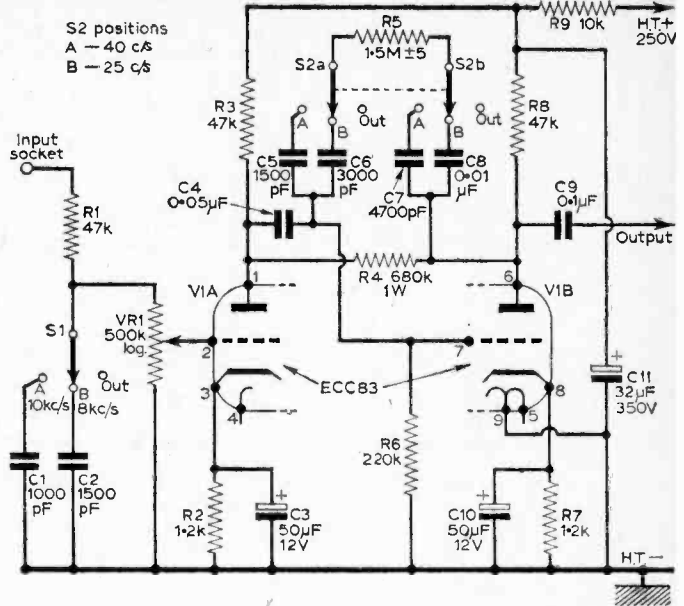 S2 positions
A — 40 c/s
B — 25 c/s
R5
1·5M±5
R9 10k
H.T.+
250V
S2a
S2b
R3
47k
A
B
Out
A
B
Out
R8
47k
Input
socket
C5
1500
pF
C6
3000
pF
C7
4700pF
C8
0·01
µF
C4
0·05µF
C9
0·1µF
Output
R1
47k
R4 680k
1W
V1A
1
6
V1B
S1
VR1
500k
log.
2
7
A
10kc/s
B
8kc/s
Out
3
4
ECC83
9
5
8
C11
+
32µF
350V
C1
1000
pF
C2
1500
pF
R6
220k
R2
1·2k
+
C3
50µF
12V
C10
50µF
12V
+
R7
1·2k
H.T.—